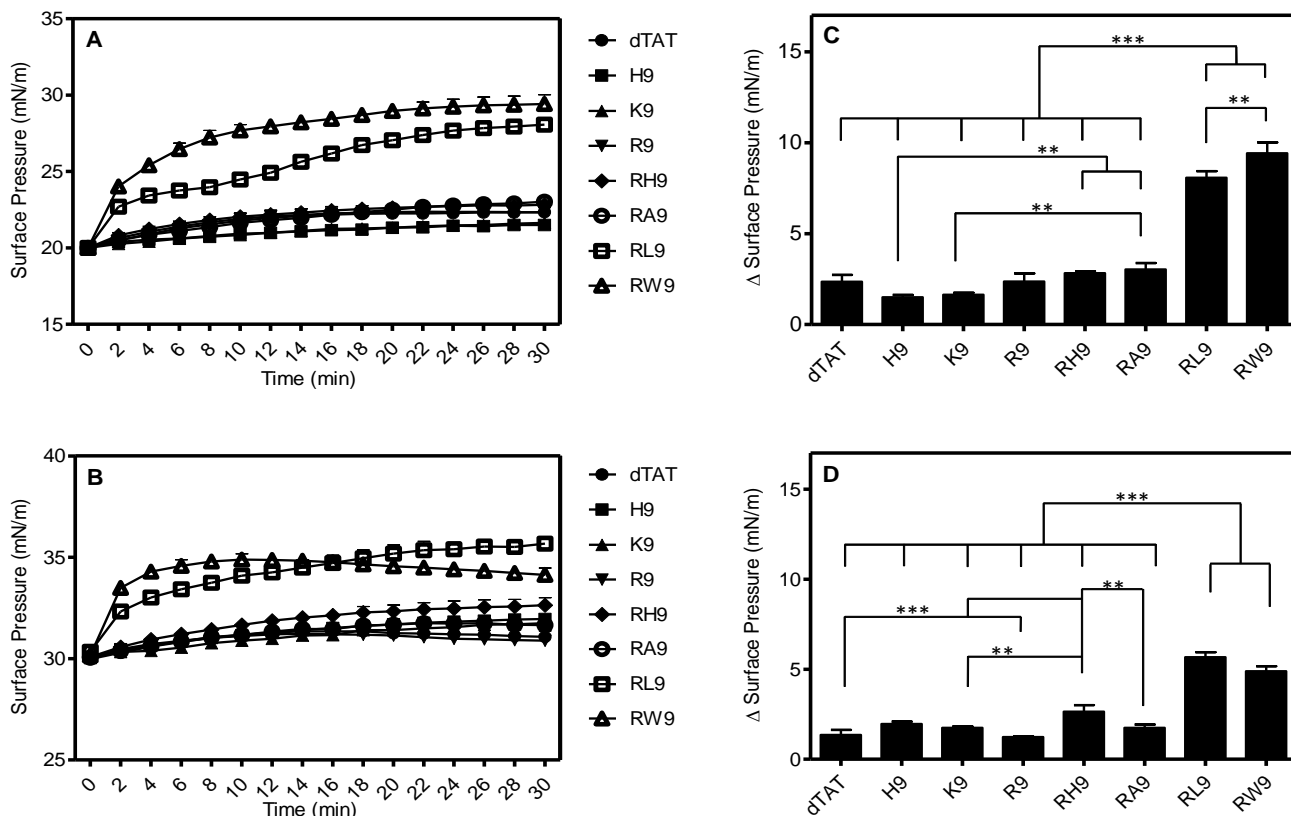 A
Surface Pressure (mN/m)
35
30
25
20
15
0 2 4 6 8 10 12 14 16 18 20 22 24 26 28 30
Time (min)
dTAT
H9
K9
R9
RH9
RA9
RL9
RW9
C
Δ Surface Pressure (mN/m)
15
10
5
0
***
**
**
**
dTAT H9 K9 R9 RH9 RA9 RL9 RW9
B
Surface Pressure (mN/m)
40
35
30
25
0 2 4 6 8 10 12 14 16 18 20 22 24 26 28 30
Time (min)
dTAT
H9
K9
R9
RH9
RA9
RL9
RW9
D
Δ Surface Pressure (mN/m)
15
10
5
0
***
**
***
**
dTAT H9 K9 R9 RH9 RA9 RL9 RW9